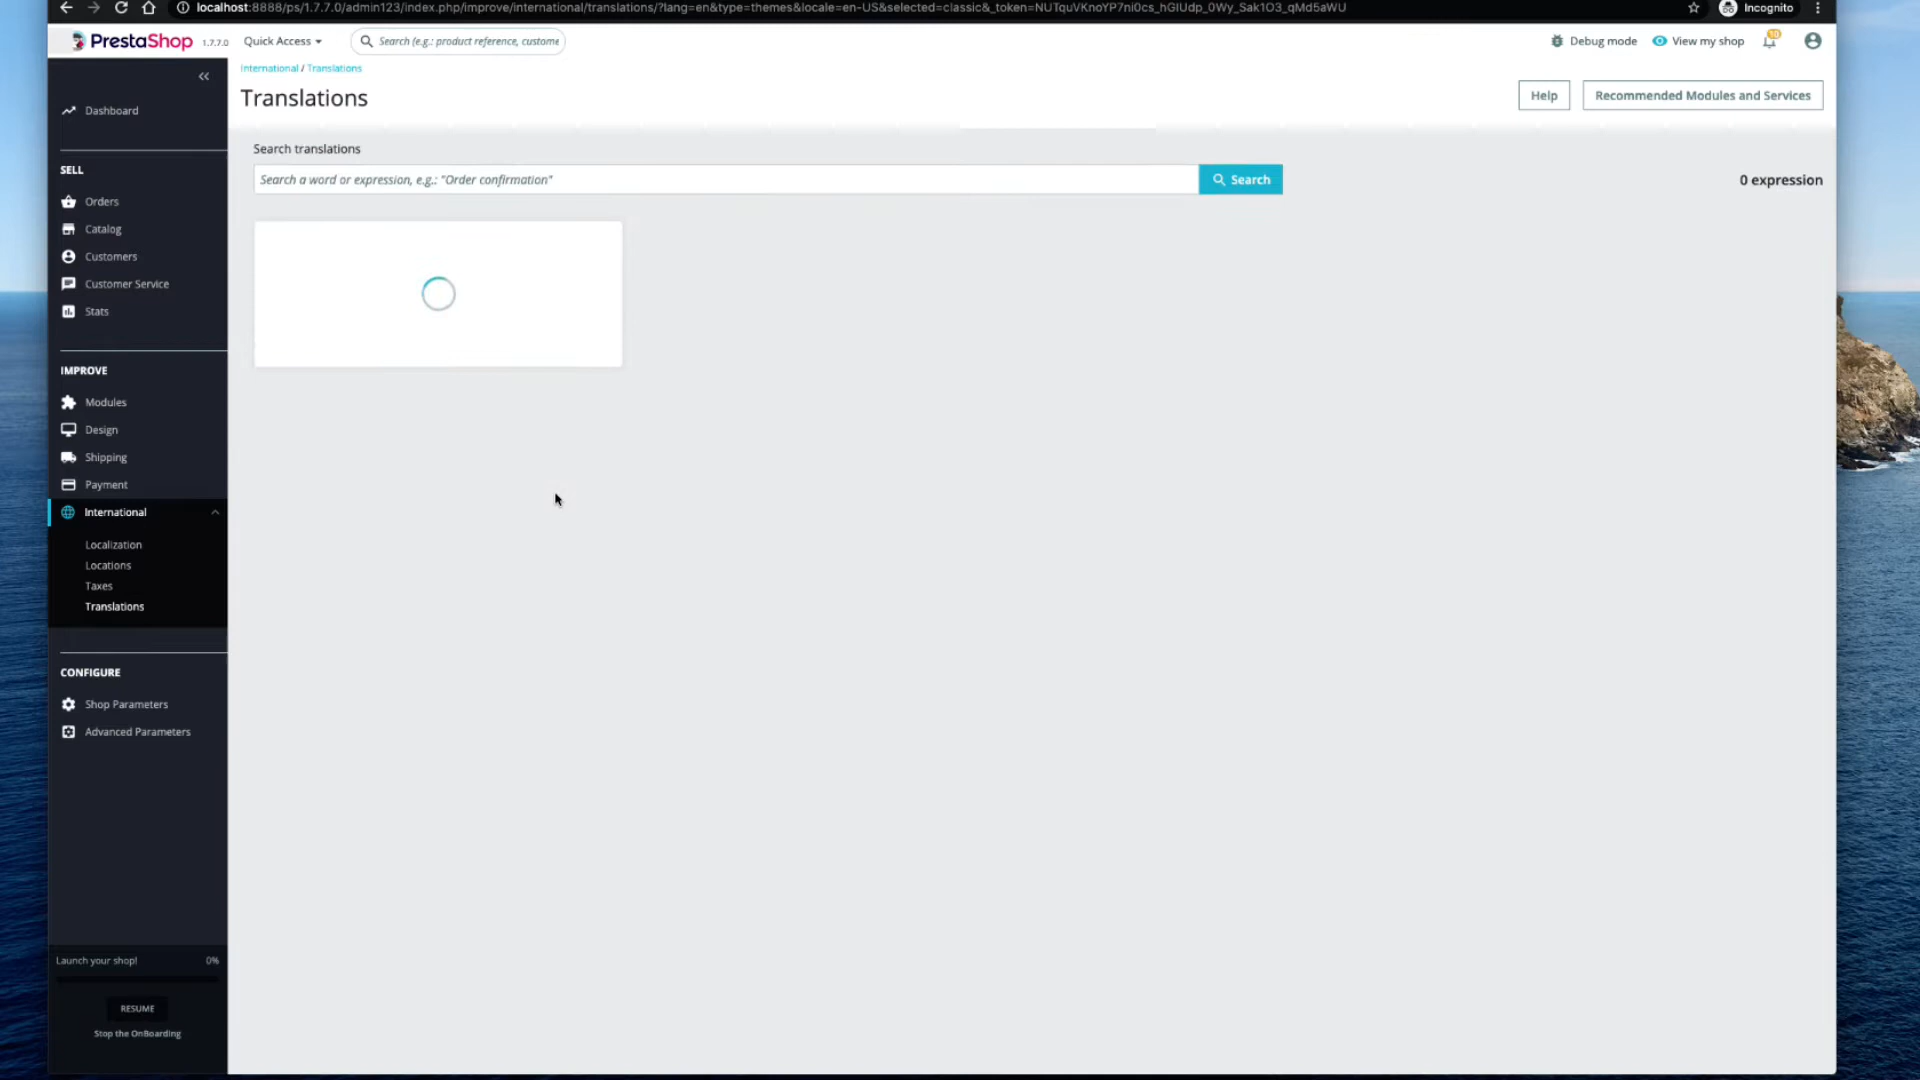 localhost:8888/ps/1.7.7.0/admin123/index.php/improve/international/translations/?lang=en&type=themes&locale=en-US&selected=classic&_token=NUTquVKnoYP7ni0cs_hGIUdp_0Wy_Sak1O3_qMd5aWU
Incognito
PrestaShop 1.7.7.0
Quick Access
Search (e.g.: product reference, custome
Debug mode
View my shop
10
International / Translations
Translations
Help
Recommended Modules and Services
Search translations
Search a word or expression, e.g.: "Order confirmation"
Search
0 expression
Dashboard
SELL
Orders
Catalog
Customers
Customer Service
Stats
IMPROVE
Modules
Design
Shipping
Payment
International
Localization
Locations
Taxes
Translations
CONFIGURE
Shop Parameters
Advanced Parameters
Launch your shop! 0%
RESUME
Stop the OnBoarding